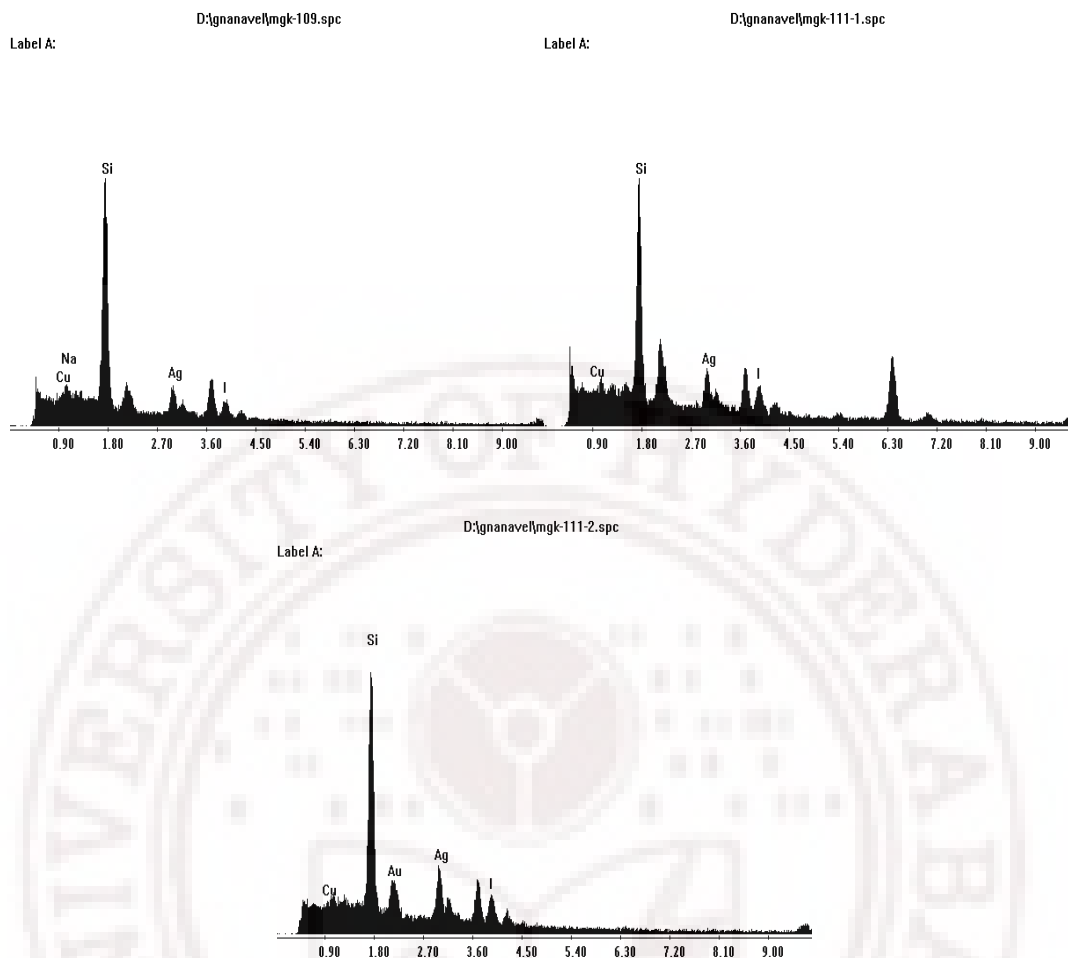 D:\gnanavel\mgk-109.spc
Label A:
Si
Na
Cu
Ag
I
0.90 1.80 2.70 3.60 4.50 5.40 6.30 7.20 8.10 9.00
D:\gnanavel\mgk-111-1.spc
Label A:
Si
Cu
Ag
I
0.90 1.80 2.70 3.60 4.50 5.40 6.30 7.20 8.10 9.00
D:\gnanavel\mgk-111-2.spc
Label A:
Si
Cu
Au
Ag
I
0.90 1.80 2.70 3.60 4.50 5.40 6.30 7.20 8.10 9.00
UNIVERSITY OF HYDERAB